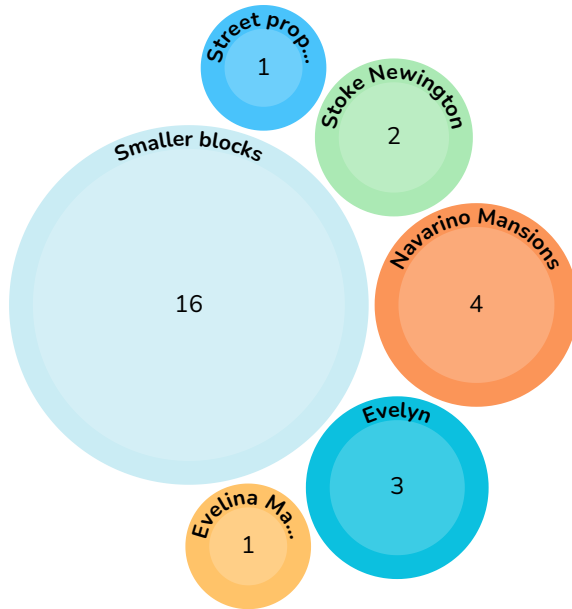 Street prop...
1
Stoke Newington
2
Smaller blocks
16
Navarino Mansions
4
Evelyn
3
Evelina Ma...
1